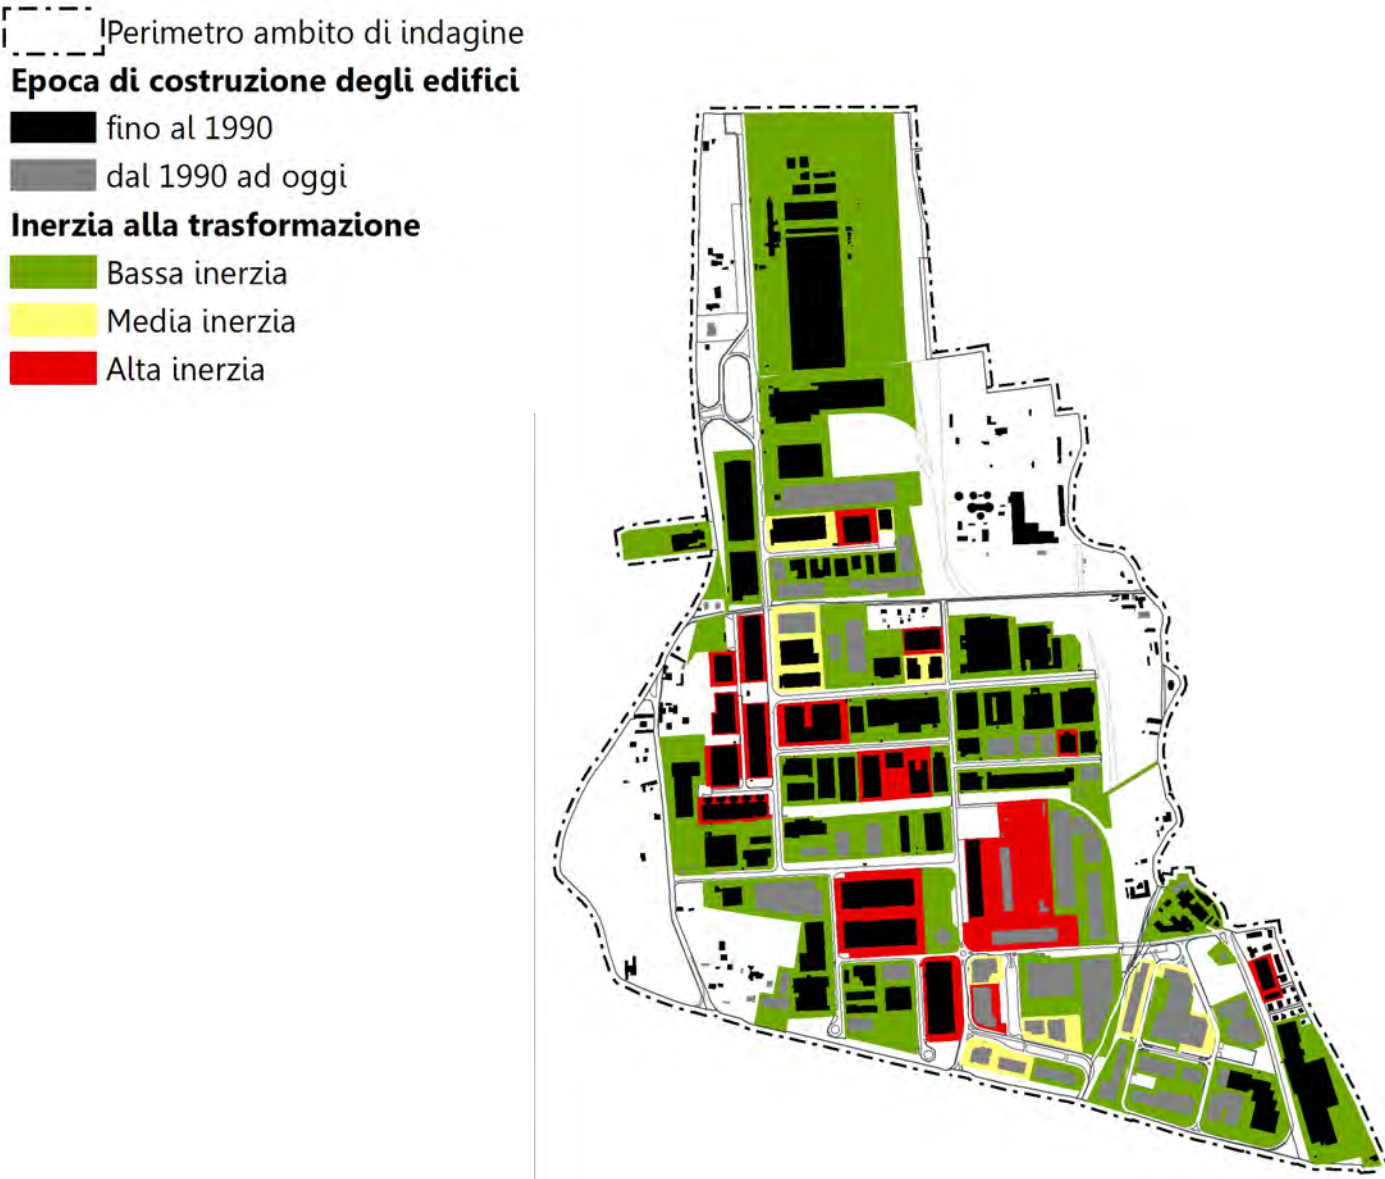 Perimetro ambito di indagine
Epoca di costruzione degli edifici
fino al 1990
dal 1990 ad oggi
Inerzia alla trasformazione
Bassa inerzia
Media inerzia
Alta inerzia